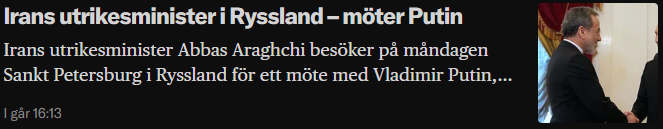 Irans utrikesminister i Ryssland – möter Putin
Irans utrikesminister Abbas Araghchi besöker på måndagen
Sankt Petersburg i Ryssland för ett möte med Vladimir Putin,...
I går 16:13